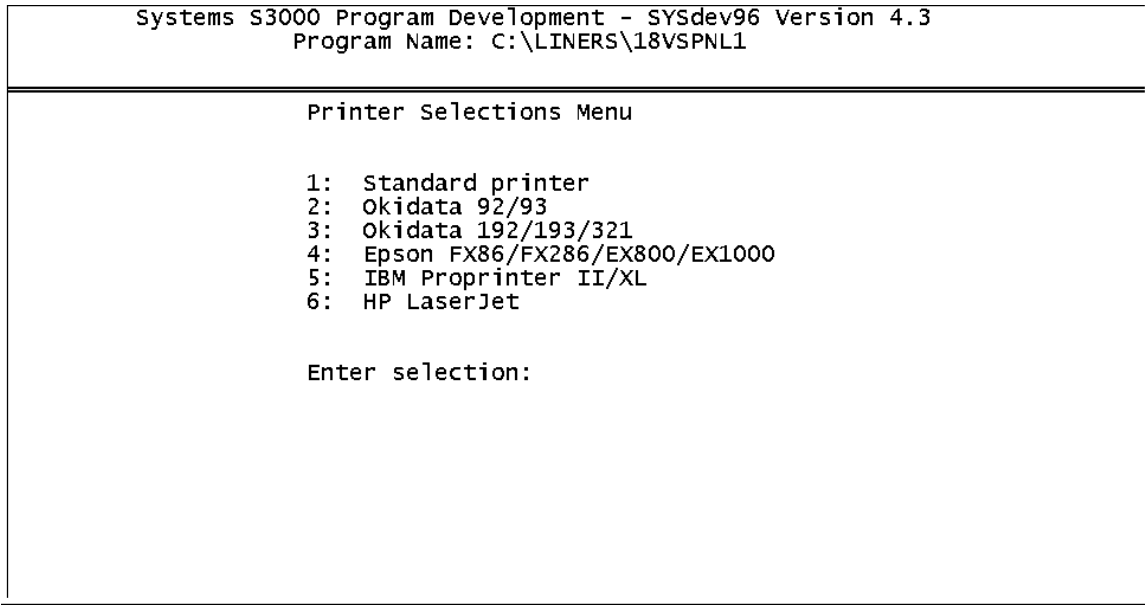 Systems S3000 Program Development - SYSdev96 Version 4.3
Program Name: C:\LINERS\18VSPNL1
Printer Selections Menu
1: Standard printer
2: Okidata 92/93
3: Okidata 192/193/321
4: Epson FX86/FX286/EX800/EX1000
5: IBM Proprinter II/XL
6: HP LaserJet
Enter selection: